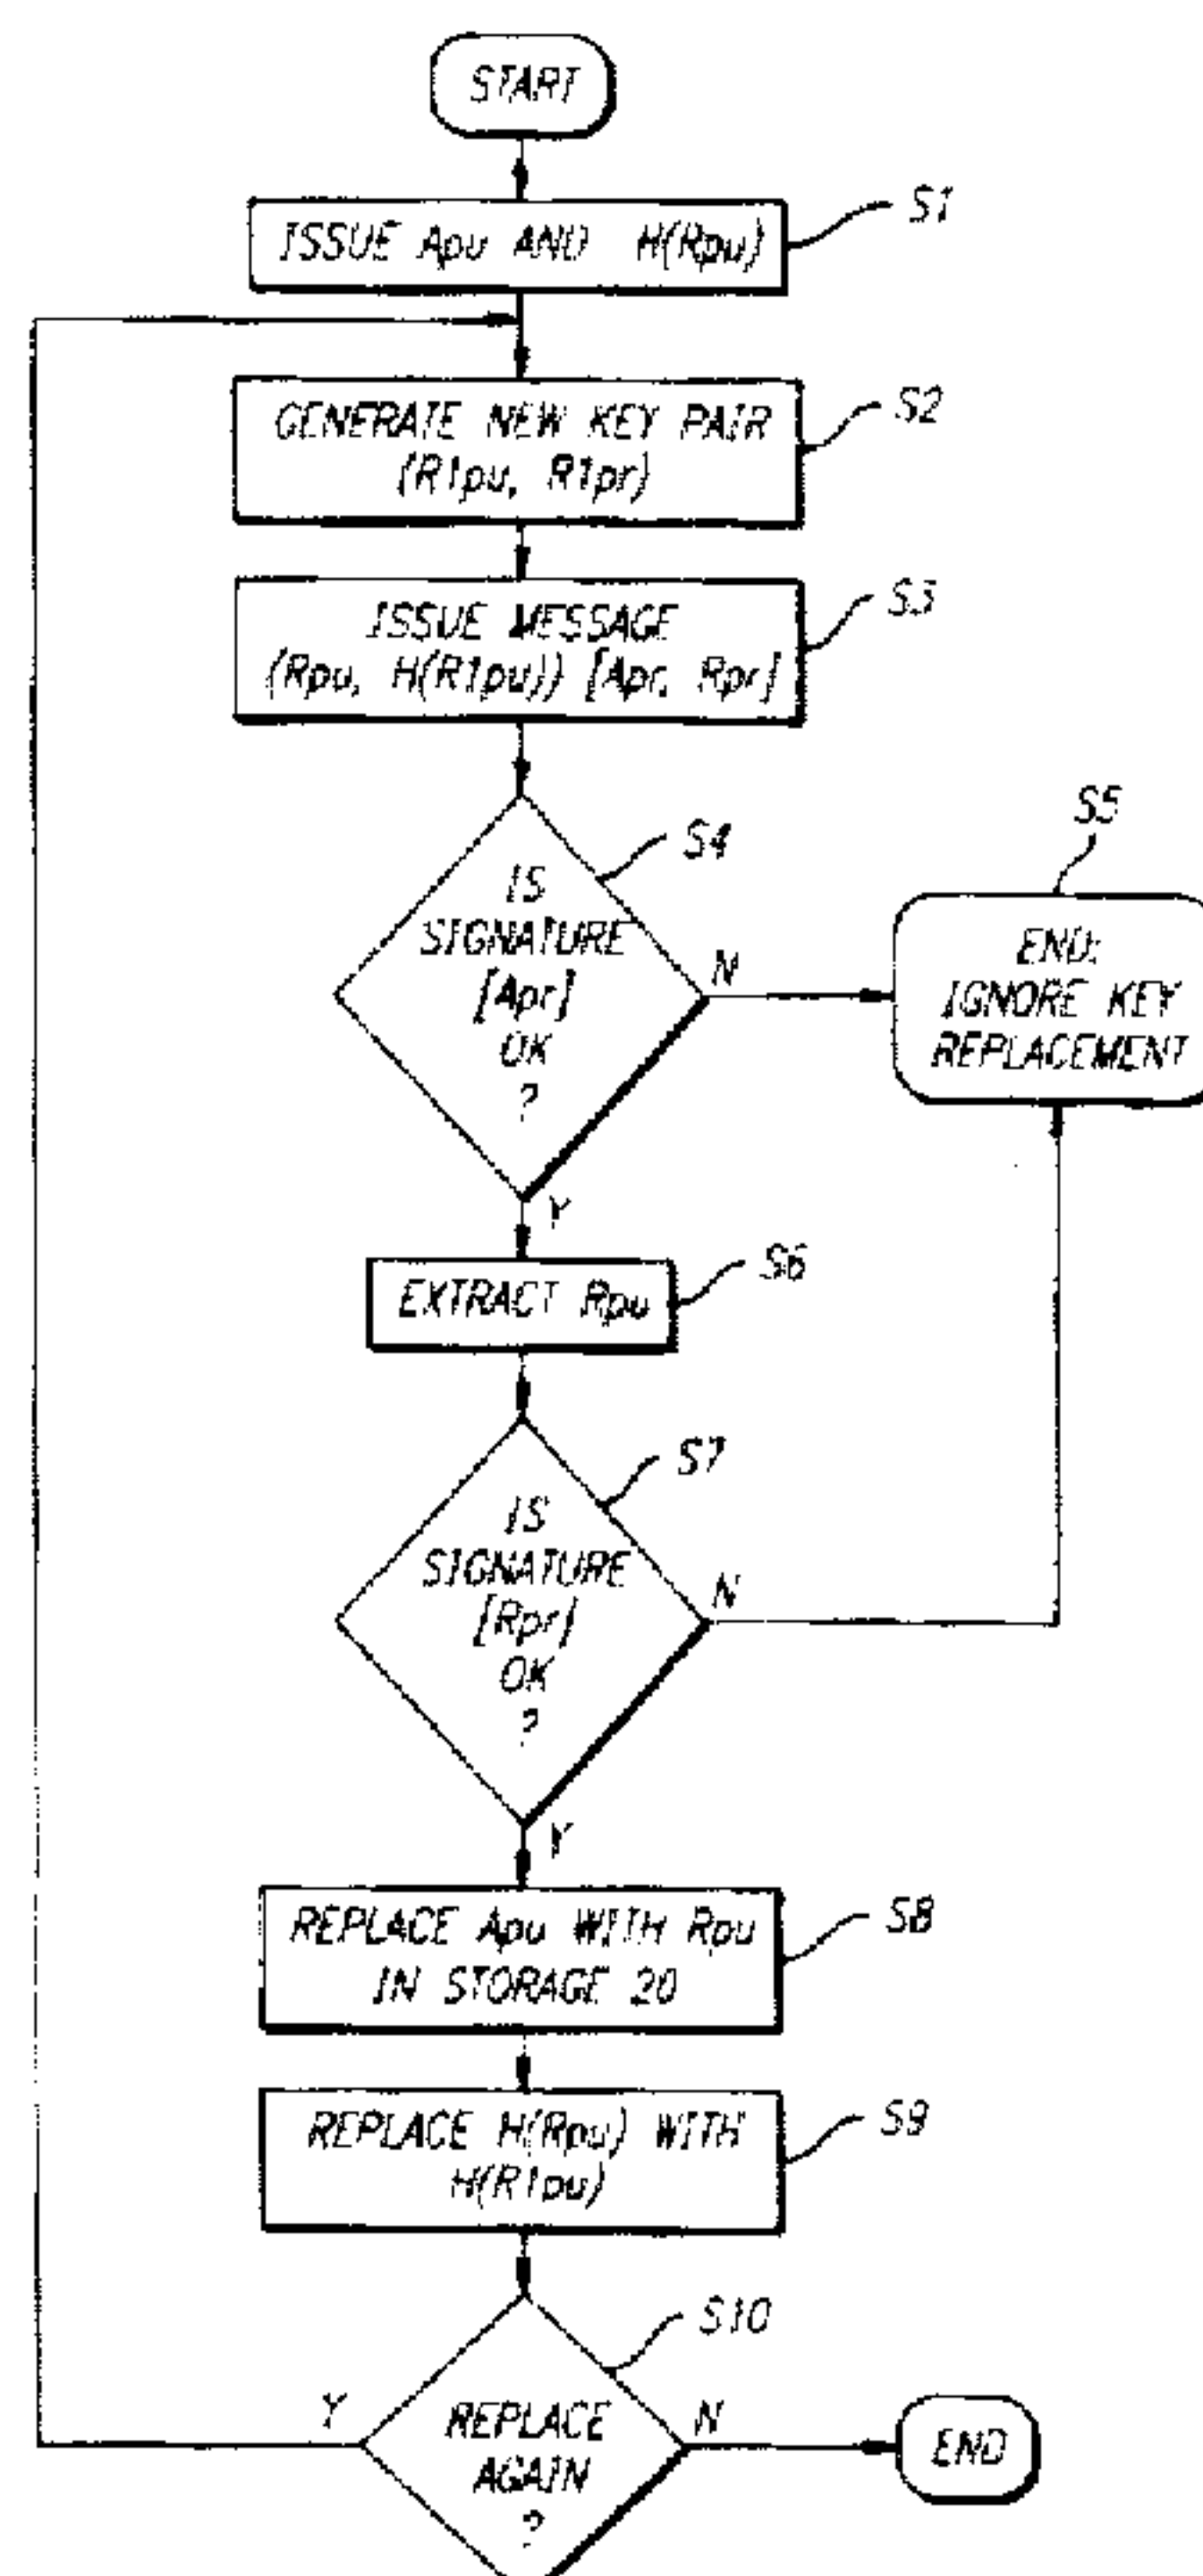 START
ISSUE Apu AND H(Rpu)
S1
GENERATE NEW KEY PAIR
(R1pu, R1pr)
S2
ISSUE MESSAGE
(Rpu, H(R1pu)) [Apr, Rpr]
S3
IS
SIGNATURE
[Apr]
OK
?
S4
N
Y
S5
END:
IGNORE KEY
REPLACEMENT
EXTRACT Rpu
S6
IS
SIGNATURE
[Rpr]
OK
?
S7
N
Y
REPLACE Apu WITH Rpu
IN STORAGE 20
S8
REPLACE H(Rpu) WITH
H(R1pu)
S9
REPLACE
AGAIN
?
S10
Y
N
END